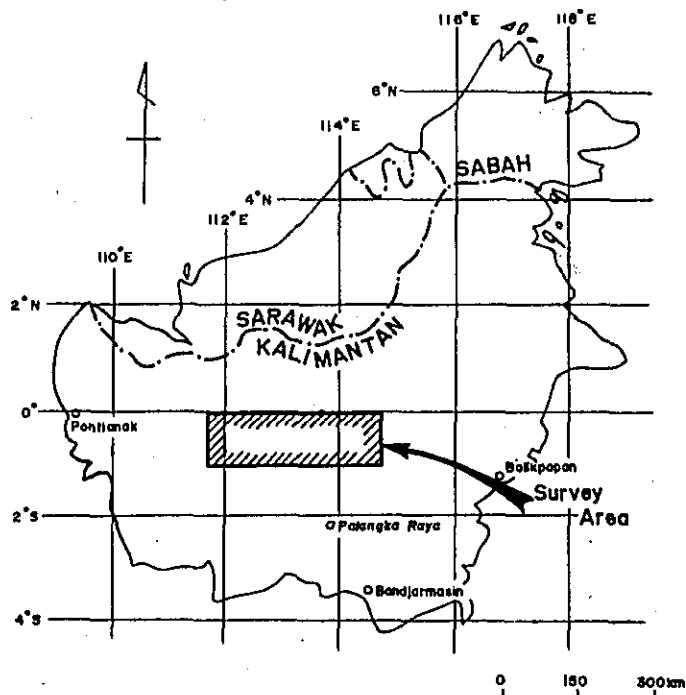 116°E
118°E
6°N
118°E
114°E
SABAH
4°N
112°E
110°E
2°N
SARAWAK
KALIMANTAN
0°
Pontianak
Balikpapan
Survey
Area
2°S
Palangka Raya
Bandjarmasin
4°S
0 150 300km